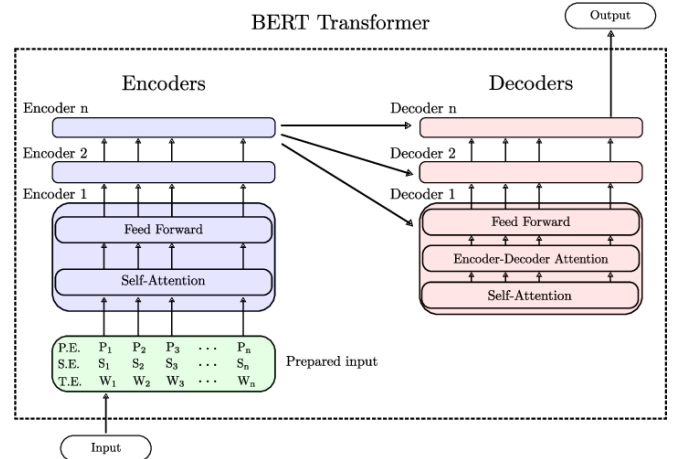 BERT Transformer
Output
Encoders
Decoders
Encoder n
Decoder n
Encoder 2
Decoder 2
Encoder 1
Decoder 1
Feed Forward
Self-Attention
Feed Forward
Encoder-Decoder Attention
Self-Attention
P.E. P₁ P₂ P₃ · · · Pₙ
S.E. S₁ S₂ S₃ · · · Sₙ
T.E. W₁ W₂ W₃ · · · Wₙ
Prepared input
Input